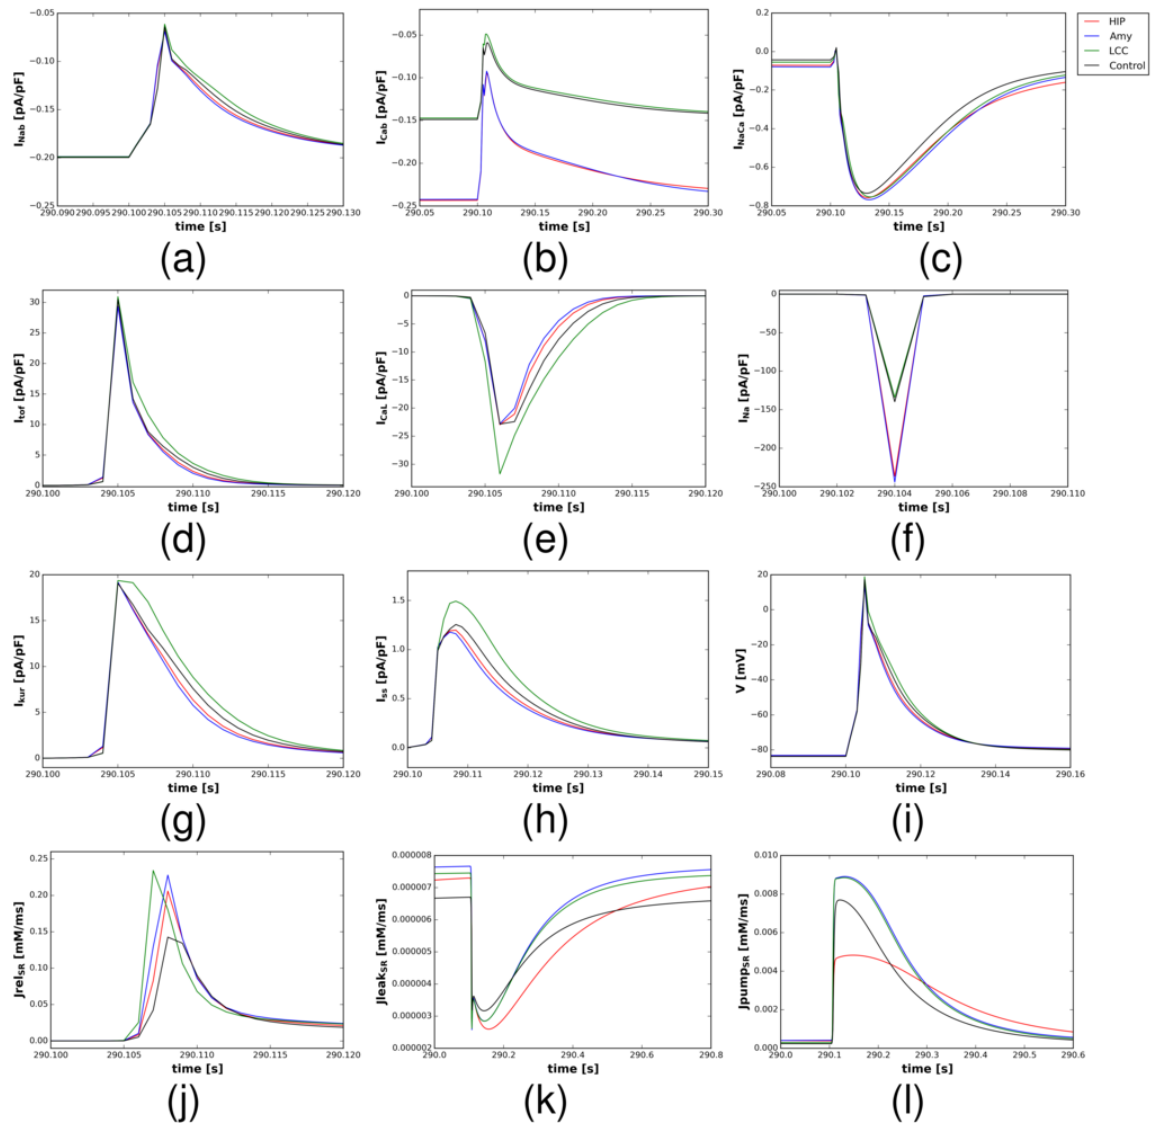 HIP
Amy
LCC
Control
−0.05
−0.10
−0.15
−0.20
−0.25
I_Nab [pA/pF]
290.090 290.095 290.100 290.105 290.110 290.115 290.120 290.125 290.130
time [s]
(a)
−0.05
−0.10
−0.15
−0.20
−0.25
I_Cab [pA/pF]
290.05 290.10 290.15 290.20 290.25 290.30
time [s]
(b)
0.2
0.0
−0.2
−0.4
−0.6
−0.8
I_NaCa [pA/pF]
290.05 290.10 290.15 290.20 290.25 290.30
time [s]
(c)
30
25
20
15
10
5
0
I_tof [pA/pF]
290.100 290.105 290.110 290.115 290.120
time [s]
(d)
0
−5
−10
−15
−20
−25
−30
I_CaL [pA/pF]
290.100 290.105 290.110 290.115 290.120
time [s]
(e)
0
−50
−100
−150
−200
−250
I_Na [pA/pF]
290.100 290.102 290.104 290.106 290.108 290.110
time [s]
(f)
20
15
10
5
0
I_kur [pA/pF]
290.100 290.105 290.110 290.115 290.120
time [s]
(g)
1.5
1.0
0.5
0.0
I_ss [pA/pF]
290.10 290.11 290.12 290.13 290.14 290.15
time [s]
(h)
20
0
−20
−40
−60
−80
V [mV]
290.08 290.10 290.12 290.14 290.16
time [s]
(i)
0.25
0.20
0.15
0.10
0.05
0.00
Jrel_SR [mM/ms]
290.100 290.105 290.110 290.115 290.120
time [s]
(j)
0.000008
0.000007
0.000006
0.000005
0.000004
0.000003
0.000002
Jleak_SR [mM/ms]
290.0 290.2 290.4 290.6 290.8
time [s]
(k)
0.010
0.008
0.006
0.004
0.002
0.000
Jpump_SR [mM/ms]
290.0 290.1 290.2 290.3 290.4 290.5 290.6
time [s]
(l)